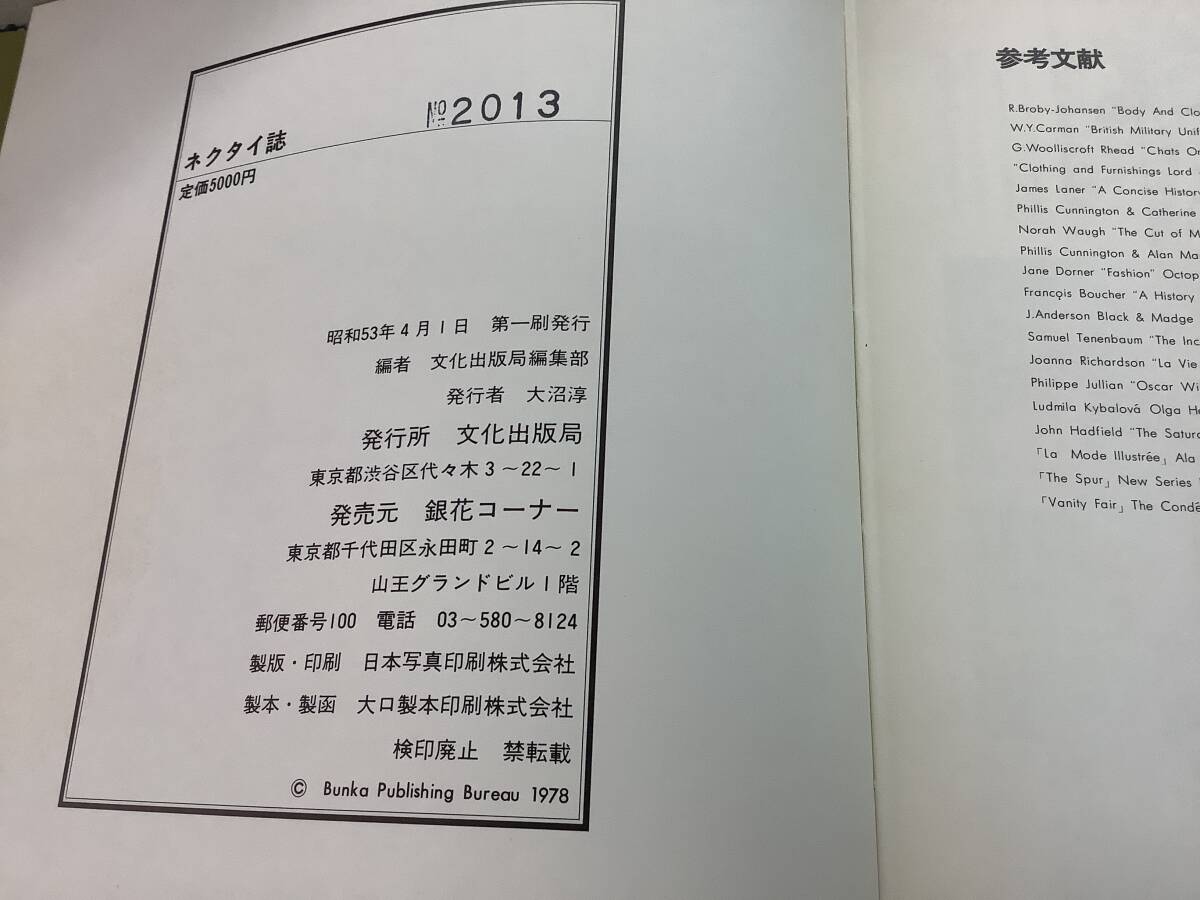 No 2013
ネクタイ誌
定価5000円
昭和53年4月1日 第一刷発行
編者 文化出版局編集部
発行者 大沼淳
発行所 文化出版局
東京都渋谷区代々木3〜22〜1
発売元 銀花コーナー
東京都千代田区永田町2〜14〜2
山王グランドビル1階
郵便番号100 電話 03〜580〜8124
製版・印刷 日本写真印刷株式会社
製本・製函 大口製本印刷株式会社
検印廃止 禁転載
© Bunka Publishing Bureau 1978
参考文献
R.Broby-Johansen "Body And Clo
W.Y.Carman "British Military Unif
G.Woolliscroft Rhead "Chats On
"Clothing and Furnishings Lord
James Laner "A Concise History
Phillis Cunnington & Catherine
Norah Waugh "The Cut of M
Phillis Cunnington & Alan Ma
Jane Dorner "Fashion" Octop
François Boucher "A History
J.Anderson Black & Madge
Samuel Tenenbaum "The Inc
Joanna Richardson "La Vie
Philippe Jullian "Oscar Wi
Ludmila Kybalová Olga He
John Hadfield "The Satur
「La Mode Illustrée」 Ala
「The Spur」 New Series
「Vanity Fair」 The Condé